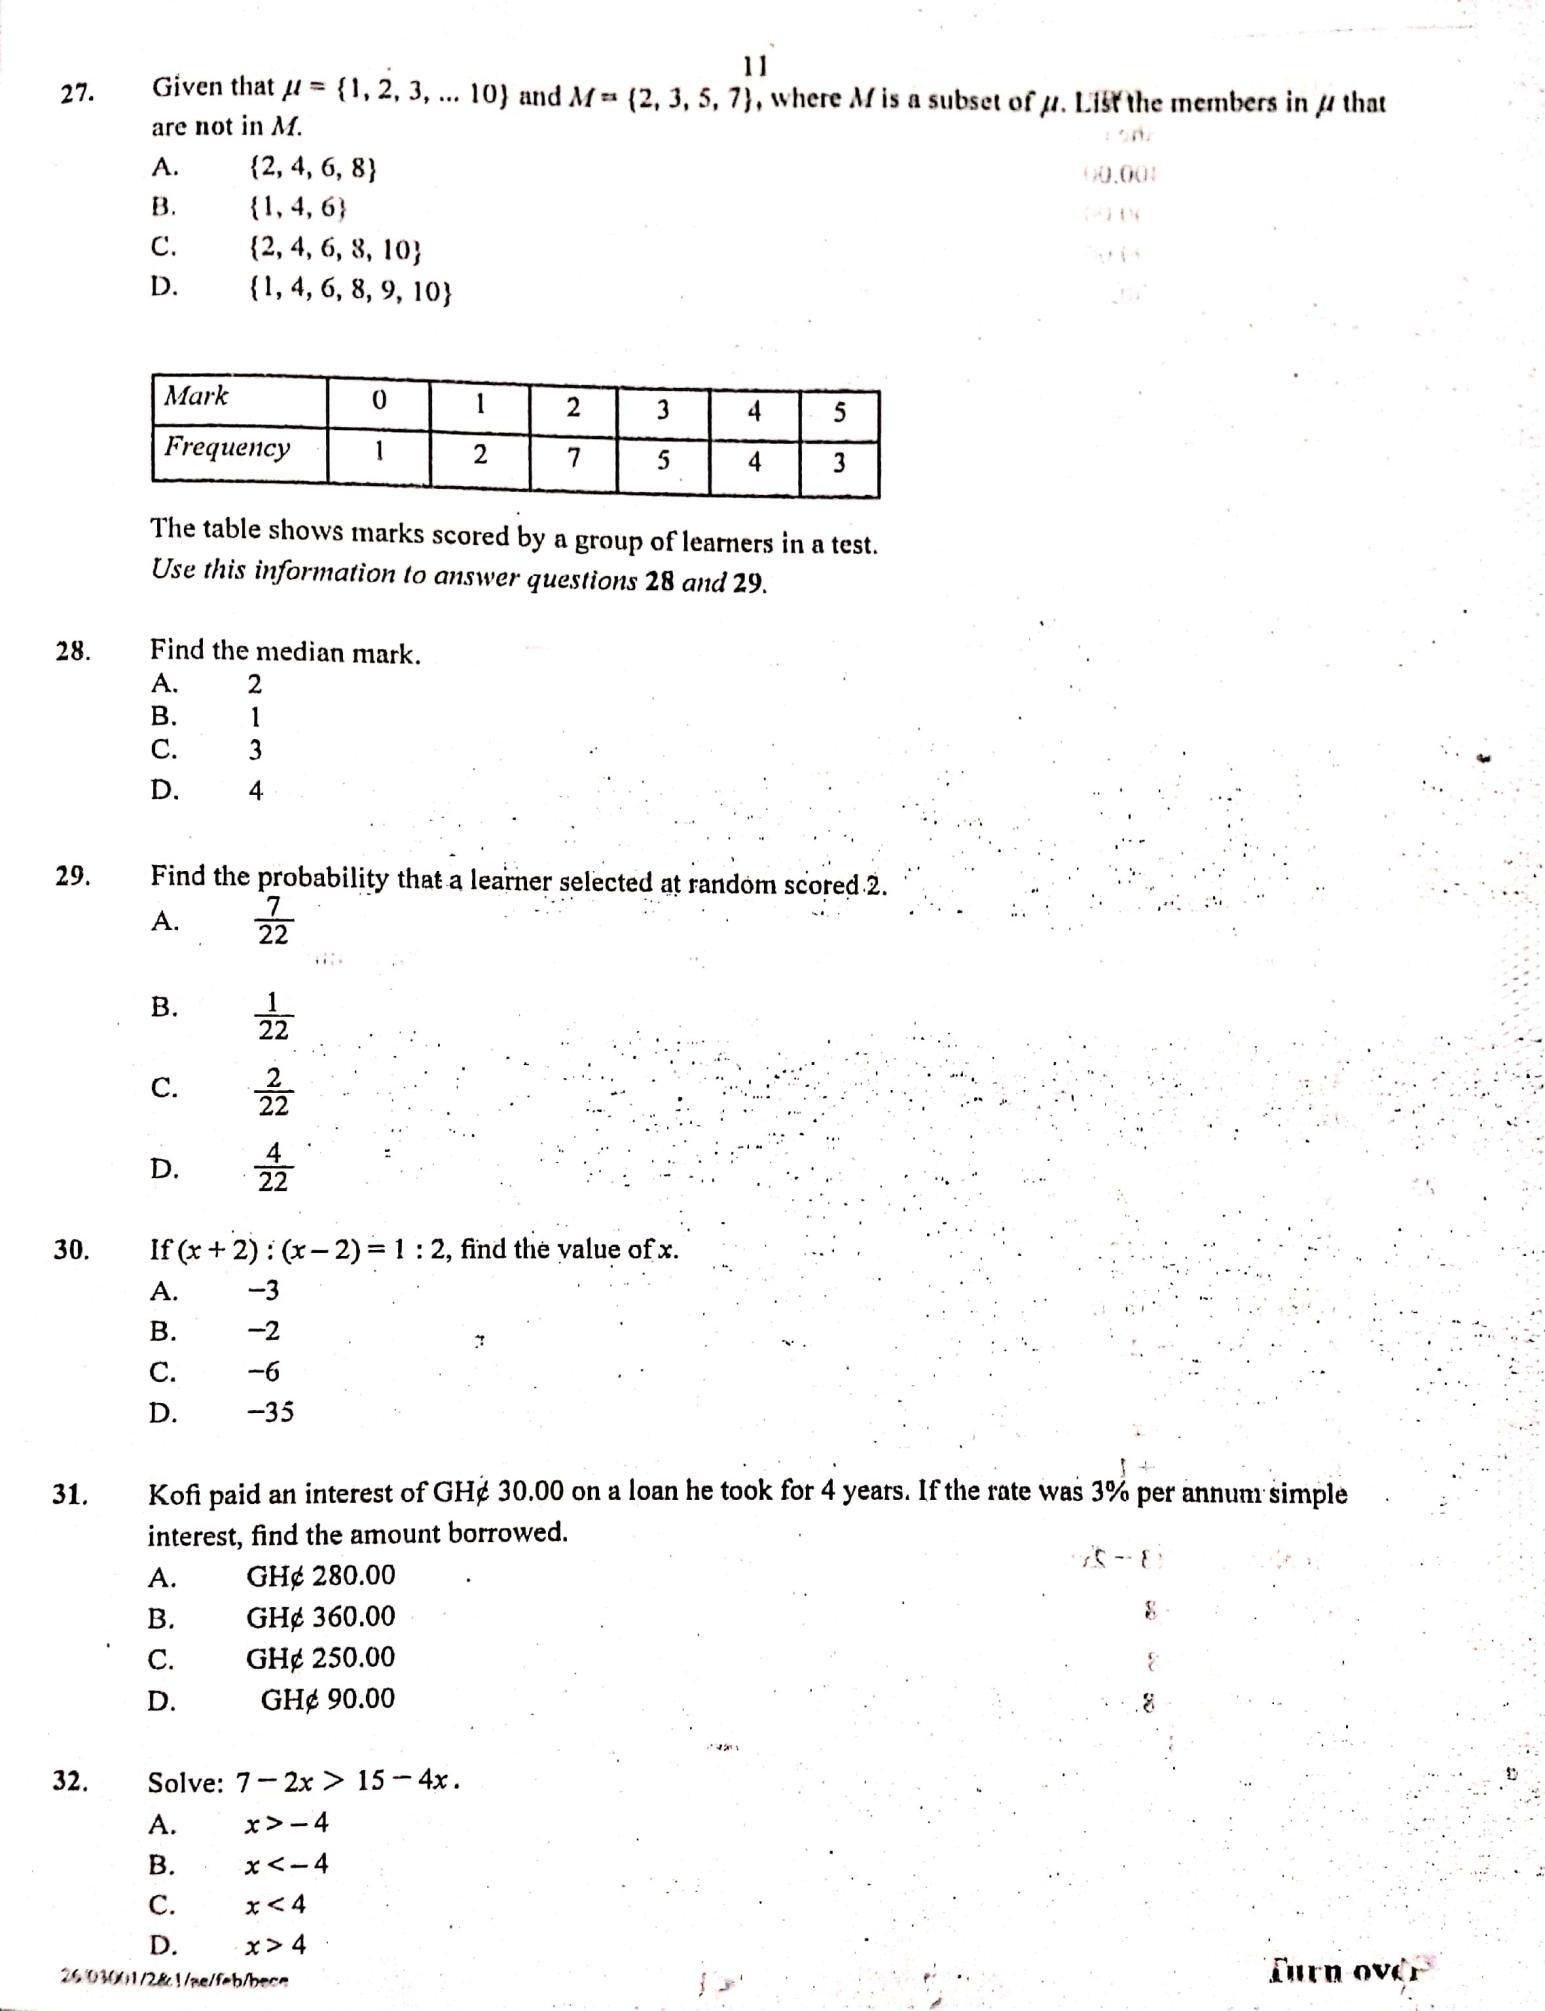 11
27. Given that μ = {1, 2, 3, ... 10} and M = {2, 3, 5, 7}, where M is a subset of μ. List the members in μ that
are not in M.
A. {2, 4, 6, 8}
B. {1, 4, 6}
C. {2, 4, 6, 8, 10}
D. {1, 4, 6, 8, 9, 10}
Mark 0 1 2 3 4 5
Frequency 1 2 7 5 4 3
The table shows marks scored by a group of learners in a test.
Use this information to answer questions 28 and 29.
28. Find the median mark.
A. 2
B. 1
C. 3
D. 4
29. Find the probability that a learner selected at random scored 2.
A. 7/22
B. 1/22
C. 2/22
D. 4/22
30. If (x + 2) : (x – 2) = 1 : 2, find the value of x.
A. –3
B. –2
C. –6
D. –35
31. Kofi paid an interest of GH¢ 30.00 on a loan he took for 4 years. If the rate was 3% per annum simple
interest, find the amount borrowed.
A. GH¢ 280.00
B. GH¢ 360.00
C. GH¢ 250.00
D. GH¢ 90.00
32. Solve: 7 – 2x > 15 – 4x.
A. x > – 4
B. x < – 4
C. x < 4
D. x > 4
Turn over